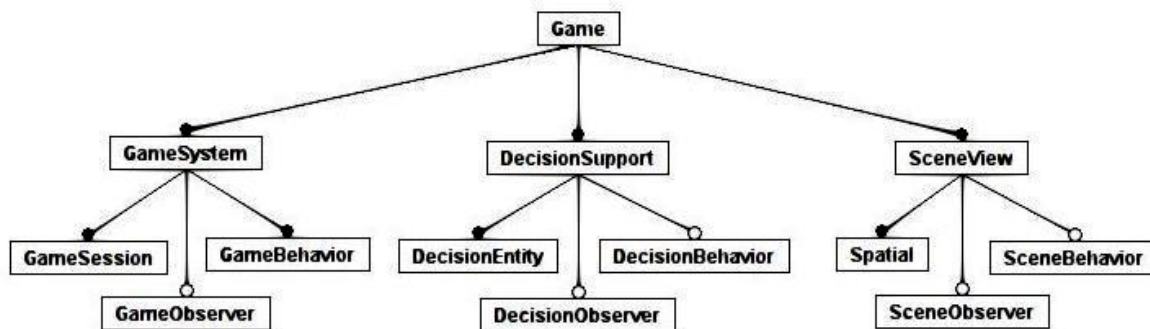 Game
GameSystem
DecisionSupport
SceneView
GameSession
GameBehavior
DecisionEntity
DecisionBehavior
Spatial
SceneBehavior
GameObserver
DecisionObserver
SceneObserver